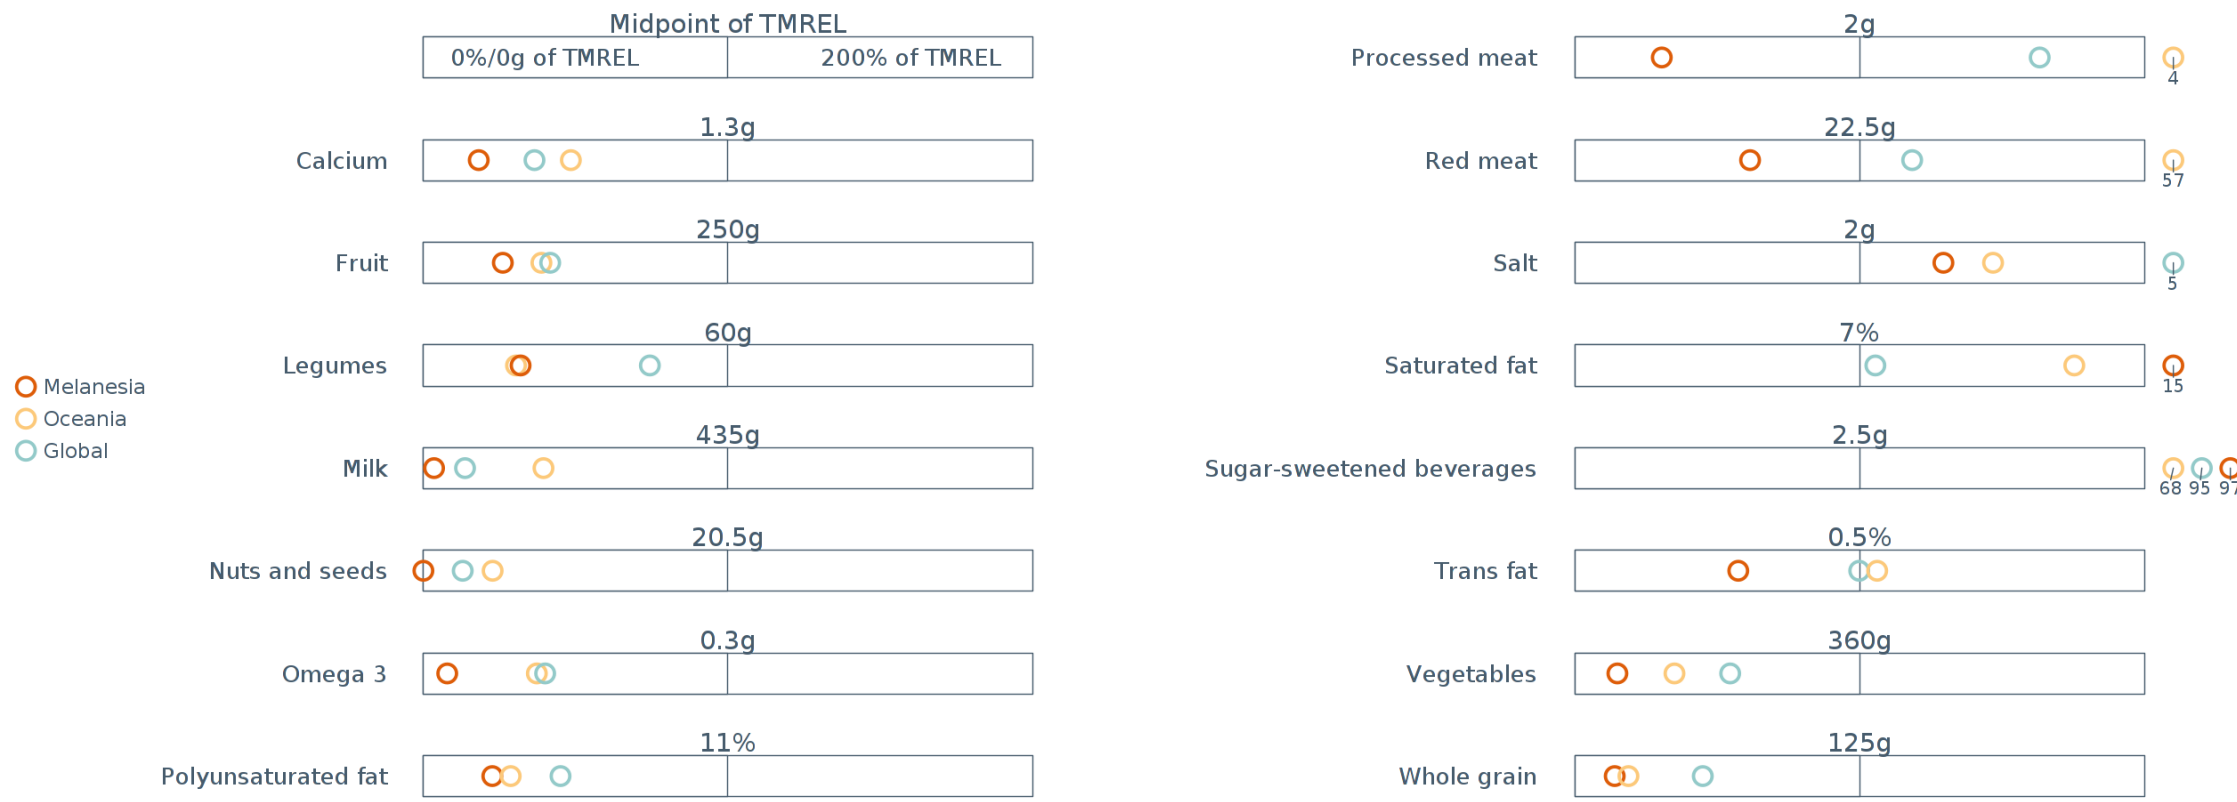 Midpoint of TMREL
0%/0g of TMREL
200% of TMREL
1.3g
Calcium
250g
Fruit
60g
Legumes
435g
Milk
20.5g
Nuts and seeds
0.3g
Omega 3
11%
Polyunsaturated fat
Melanesia
Oceania
Global
2g
Processed meat
4
22.5g
Red meat
57
2g
Salt
5
7%
Saturated fat
15
2.5g
Sugar-sweetened beverages
68 95 97
0.5%
Trans fat
360g
Vegetables
125g
Whole grain